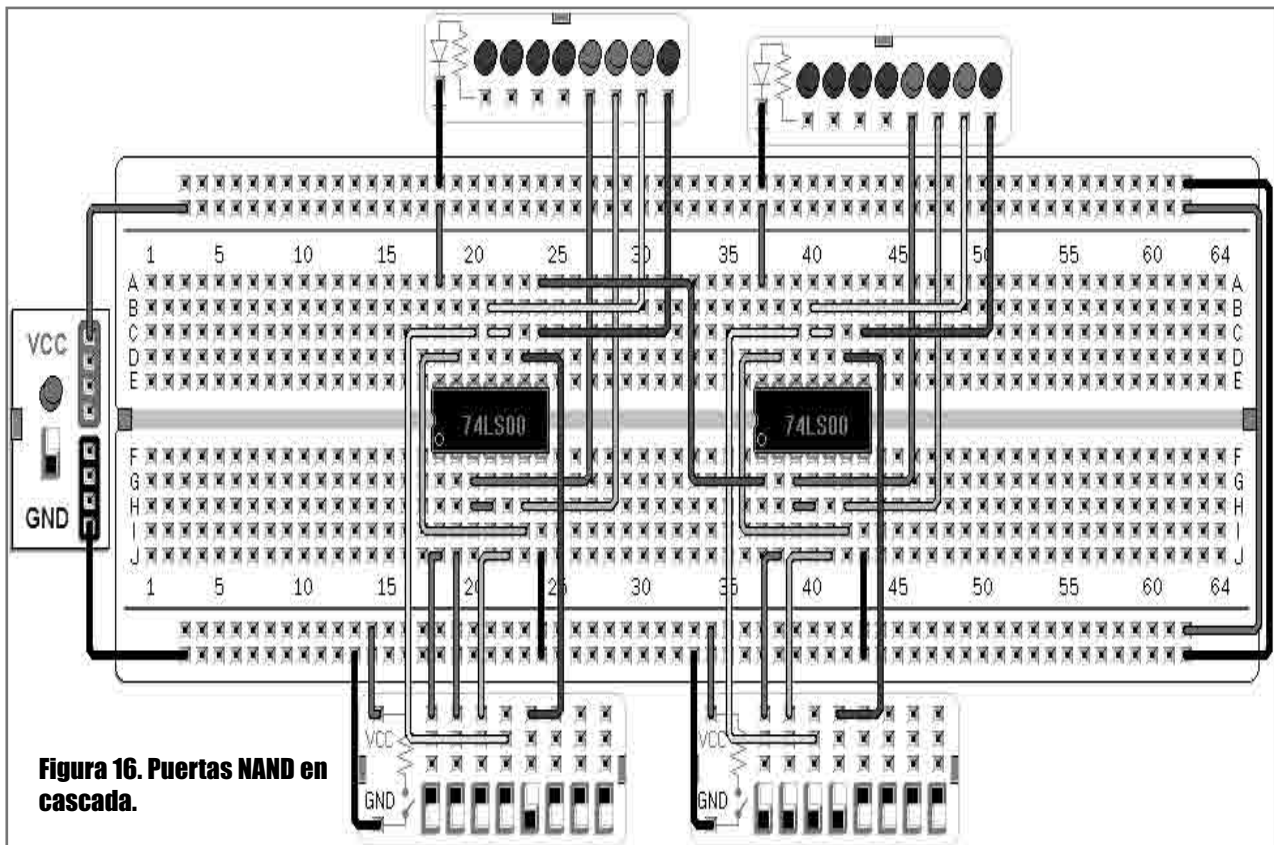 1 5 10 15 20 25 30 35 40 45 50 55 60 64
A A
B B
C C
D D
E E
VCC
74LS00 74LS00
F F
G G
H H
GND
I I
J J
1 5 10 15 20 25 30 35 40 45 50 55 60 64
VCC VCC
GND GND
Figura 16. Puertas NAND en
cascada.